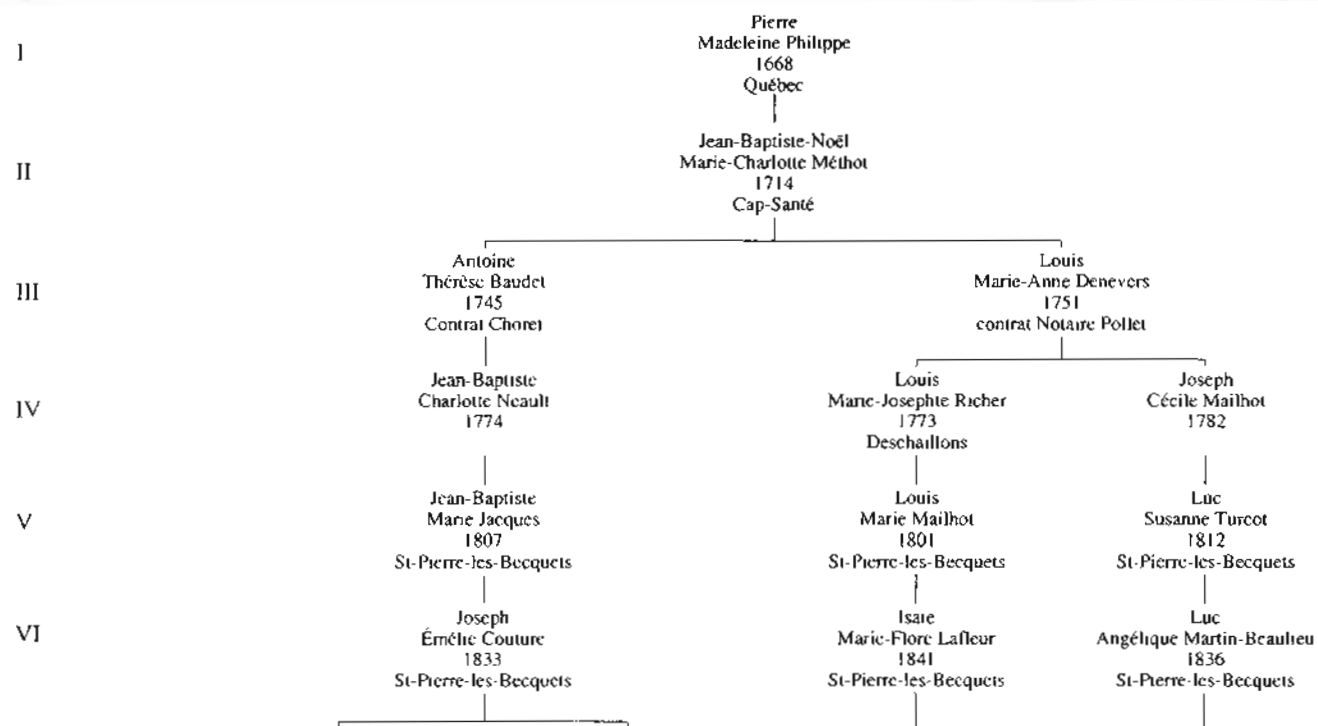 I
Pierre
Madeleine Philippe
1668
Québec
II
Jean-Baptiste-Noël
Marie-Charlotte Méthot
1714
Cap-Santé
III
Antoine
Thérèse Baudet
1745
Contrat Choret
Louis
Marie-Anne Denevers
1751
contrat Notaire Pollet
IV
Jean-Baptiste
Charlotte Neault
1774
Louis
Marie-Josephte Richer
1773
Deschaillons
Joseph
Cécile Mailhot
1782
V
Jean-Baptiste
Marie Jacques
1807
St-Pierre-les-Becquets
Louis
Marie Mailhot
1801
St-Pierre-les-Becquets
Luc
Susanne Turcot
1812
St-Pierre-les-Becquets
VI
Joseph
Émélie Couture
1833
St-Pierre-les-Becquets
Isaie
Marie-Flore Lafleur
1841
St-Pierre-les-Becquets
Luc
Angélique Martin-Beaulieu
1836
St-Pierre-les-Becquets